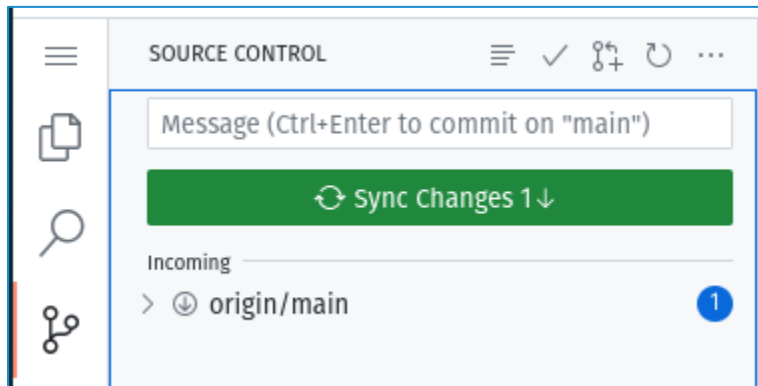 SOURCE CONTROL
Message (Ctrl+Enter to commit on "main")
Sync Changes 1↓
Incoming
origin/main
1